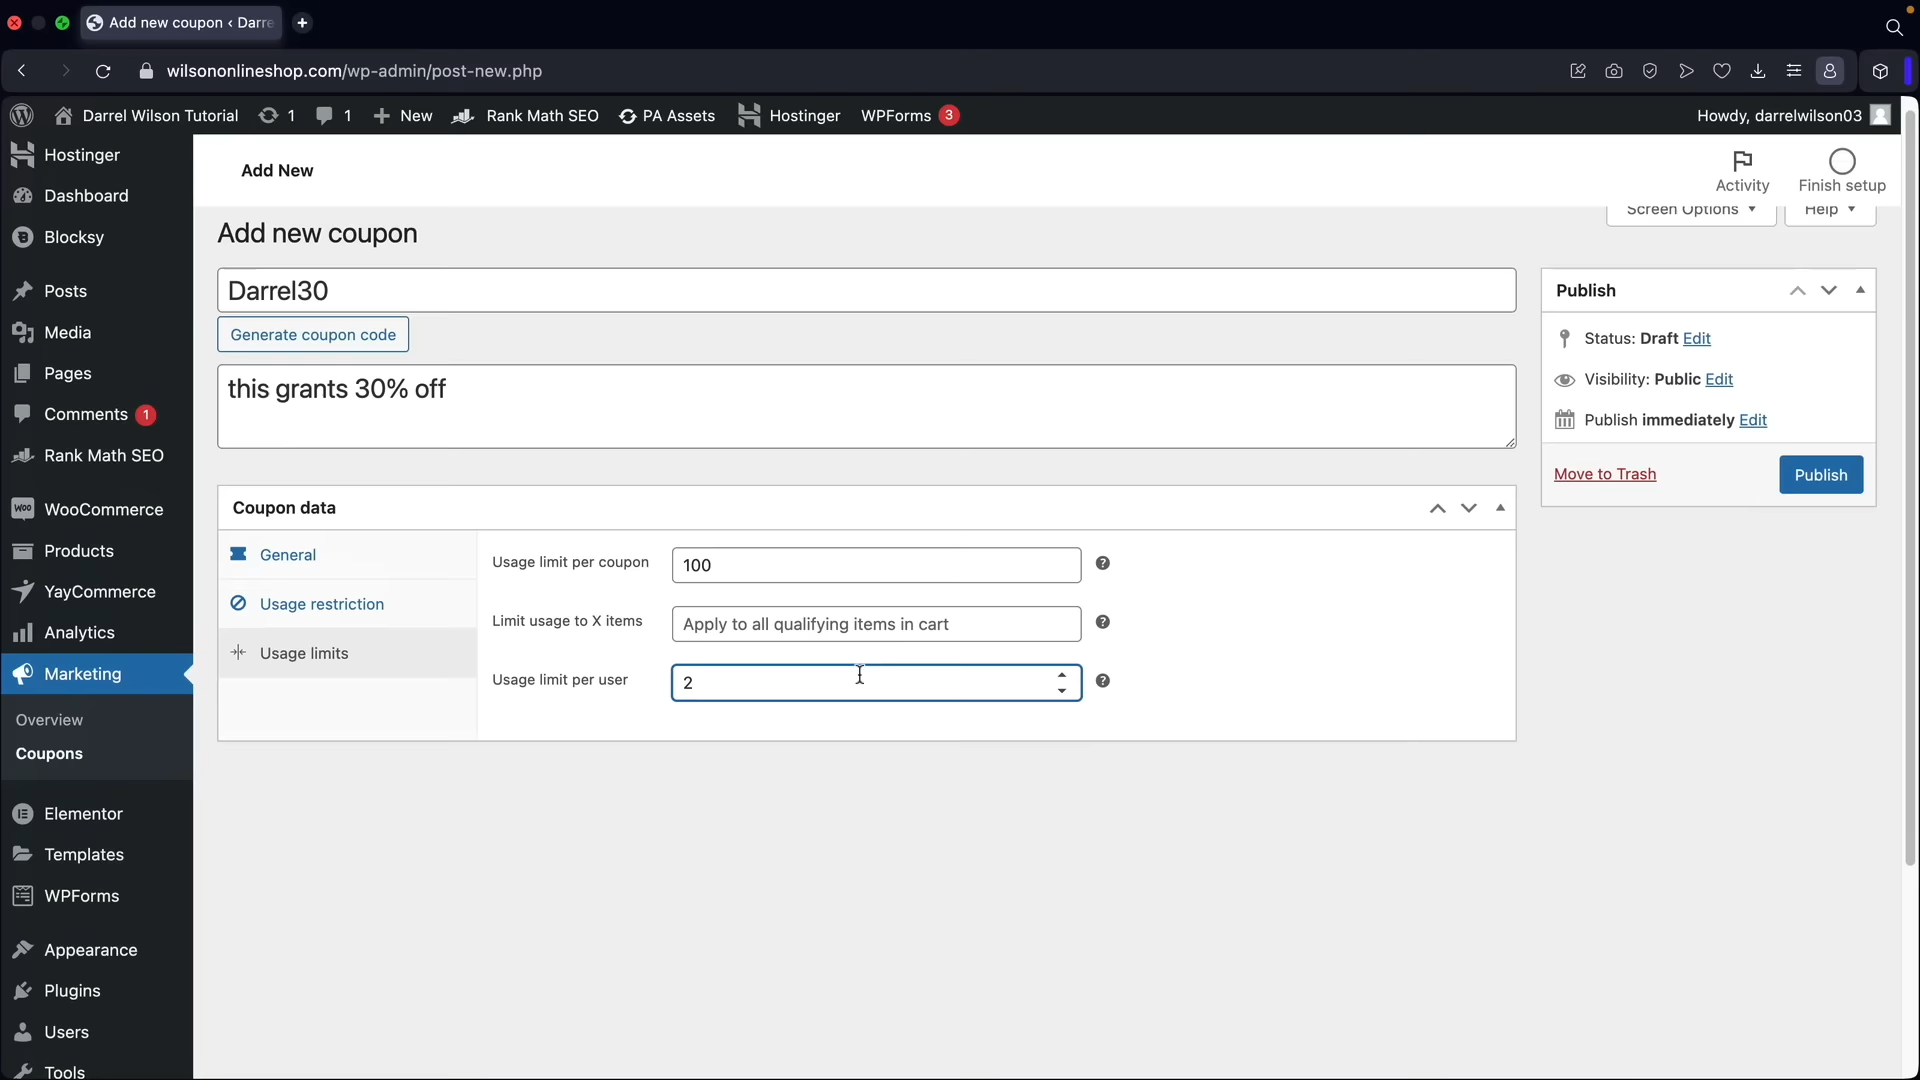 Add new coupon < Darre
wilsononlineshop.com/wp-admin/post-new.php
Darrel Wilson Tutorial 1 1 New Rank Math SEO PA Assets Hostinger WPForms 3 Howdy, darrelwilson03
Hostinger
Dashboard
Blocksy
Posts
Media
Pages
Comments 1
Rank Math SEO
WooCommerce
Products
YayCommerce
Analytics
Marketing
Overview
Coupons
Elementor
Templates
WPForms
Appearance
Plugins
Users
Tools
Add New
Activity
Finish setup
Screen Options
Help
Add new coupon
Darrel30
Generate coupon code
this grants 30% off
Coupon data
General
Usage restriction
Usage limits
Usage limit per coupon 100
Limit usage to X items Apply to all qualifying items in cart
Usage limit per user 2
Publish
Status: Draft Edit
Visibility: Public Edit
Publish immediately Edit
Move to Trash Publish